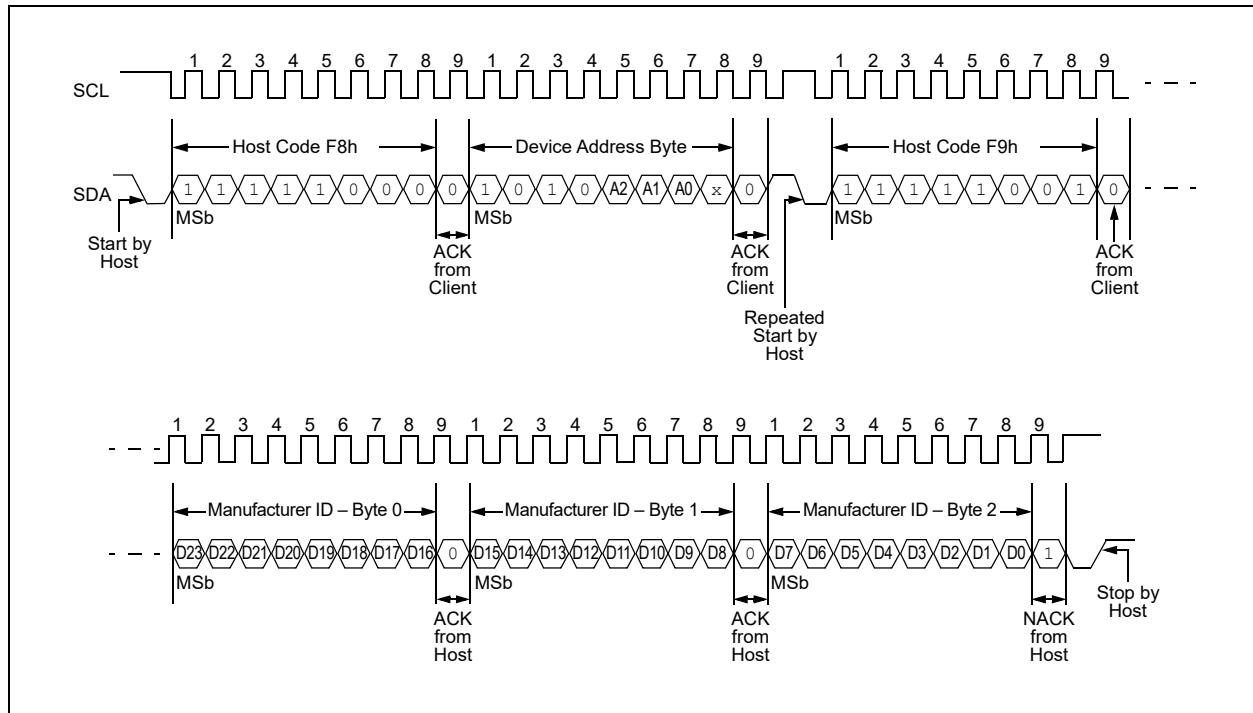 1 2 3 4 5 6 7 8 9 1 2 3 4 5 6 7 8 9 1 2 3 4 5 6 7 8 9
SCL
Host Code F8h Device Address Byte Host Code F9h
SDA 1 1 1 1 1 0 0 0 0 1 0 1 0 A2 A1 A0 x 0 1 1 1 1 1 0 0 1 0
MSb MSb MSb
Start by
Host
ACK
from
Client
ACK
from
Client
Repeated
Start by
Host
ACK
from
Client
1 2 3 4 5 6 7 8 9 1 2 3 4 5 6 7 8 9 1 2 3 4 5 6 7 8 9
Manufacturer ID – Byte 0 Manufacturer ID – Byte 1 Manufacturer ID – Byte 2
D23 D22 D21 D20 D19 D18 D17 D16 0 D15 D14 D13 D12 D11 D10 D9 D8 0 D7 D6 D5 D4 D3 D2 D1 D0 1
MSb MSb MSb
ACK
from
Host
ACK
from
Host
NACK
from
Host
Stop by
Host